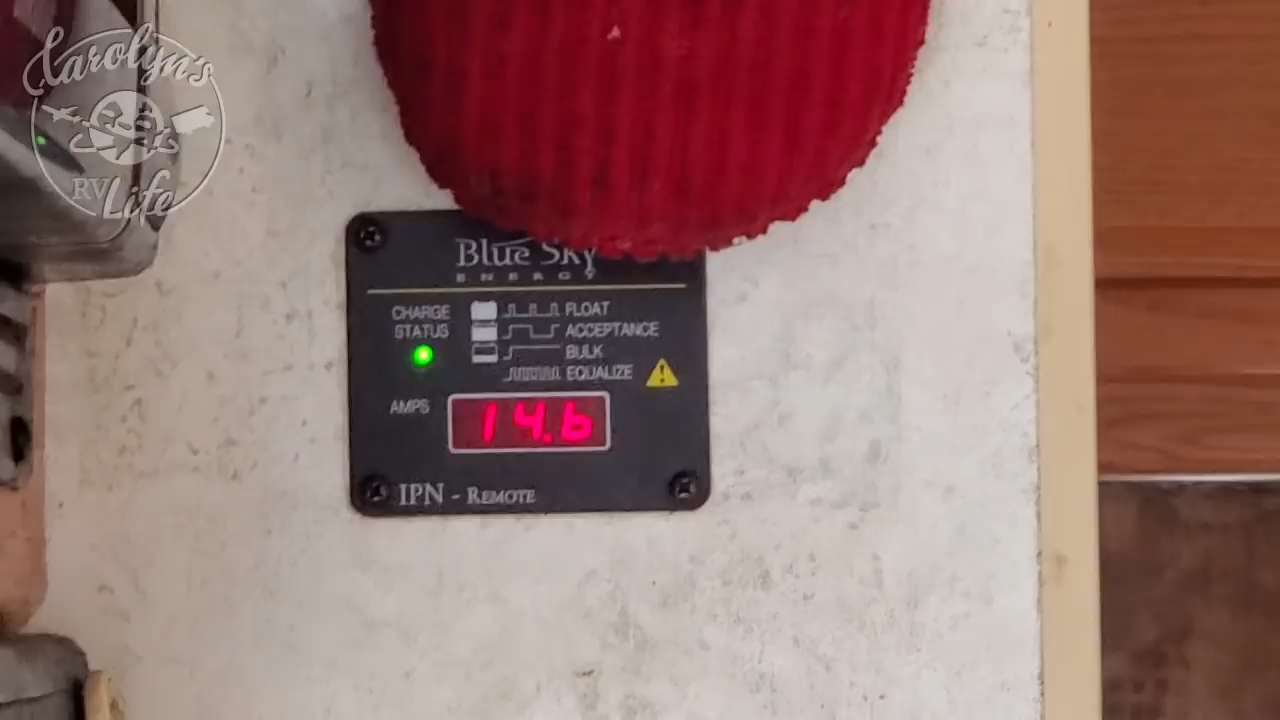 Carolyn's
RV Life
Blue Sky
ENERGY
CHARGE
STATUS
FLOAT
ACCEPTANCE
BULK
EQUALIZE
AMPS
14.6
IPN - REMOTE